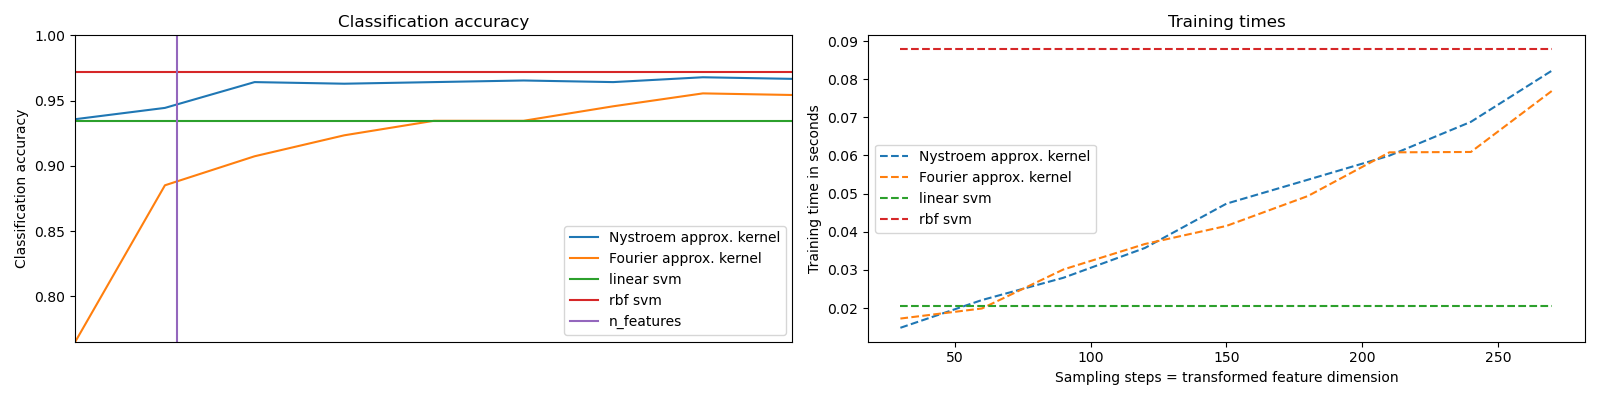 Classification accuracy
Classification accuracy
1.00
0.95
0.90
0.85
0.80
Nystroem approx. kernel
Fourier approx. kernel
linear svm
rbf svm
n_features
Training times
Training time in seconds
0.09
0.08
0.07
0.06
0.05
0.04
0.03
0.02
Nystroem approx. kernel
Fourier approx. kernel
linear svm
rbf svm
50
100
150
200
250
Sampling steps = transformed feature dimension